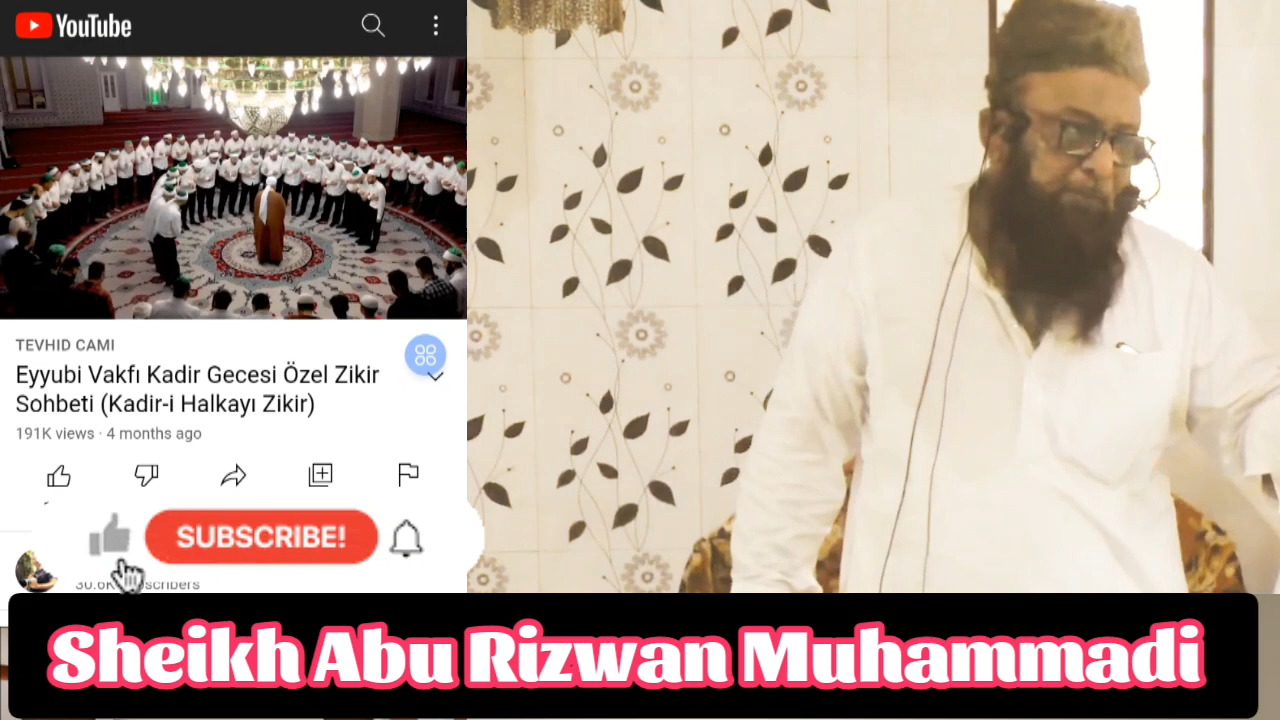 YouTube
TEVHID CAMI
Eyyubi Vakfı Kadir Gecesi Özel Zikir
Sohbeti (Kadir-i Halkayı Zikir)
191K views · 4 months ago
SUBSCRIBE!
Sheikh Abu Rizwan Muhammadi